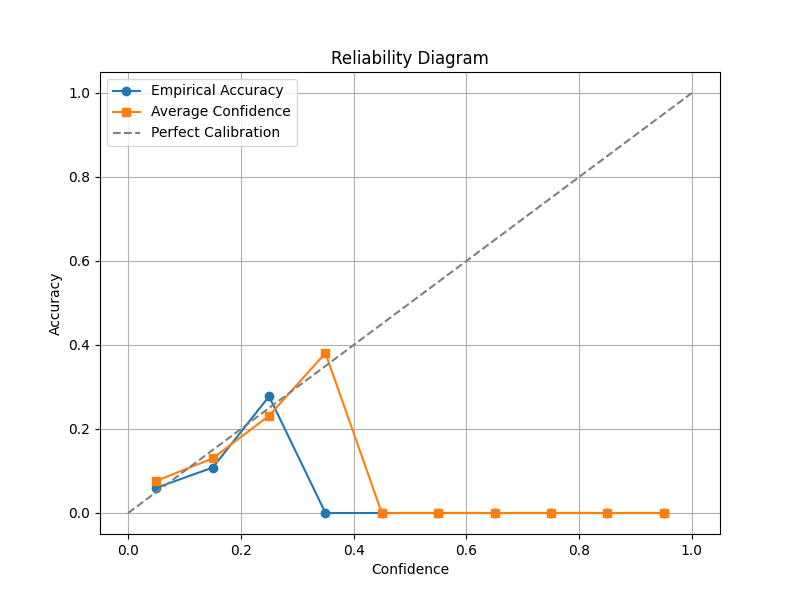 Reliability Diagram
Empirical Accuracy
Average Confidence
Perfect Calibration
Accuracy
1.0
0.8
0.6
0.4
0.2
0.0
0.0 0.2 0.4 0.6 0.8 1.0
Confidence